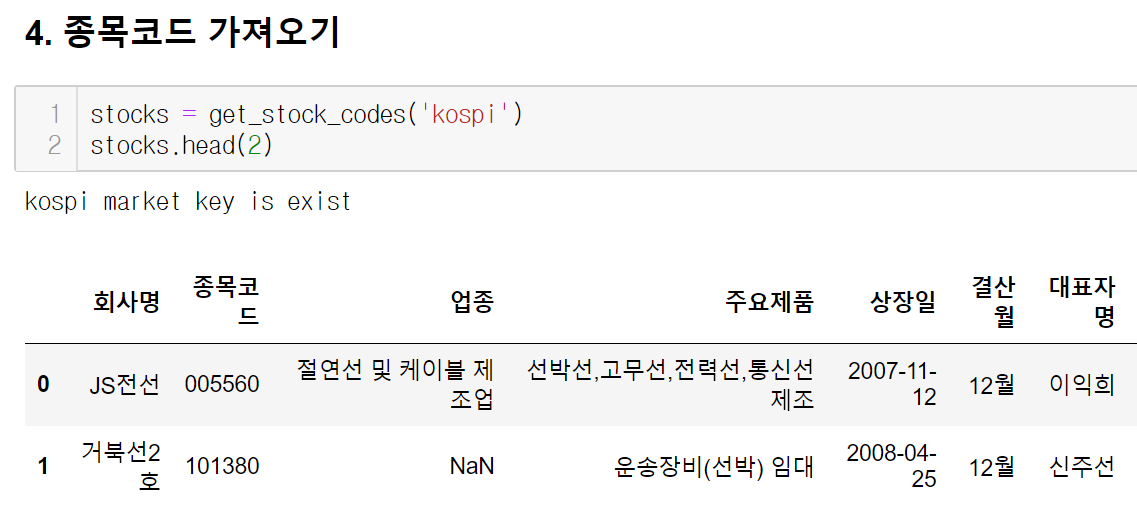 4. 종목코드 가져오기
1 stocks = get_stock_codes('kospi')
2 stocks.head(2)
kospi market key is exist
회사명 종목코 업종 주요제품 상장일 결산 대표자
드 월 명
0 JS전선 005560 절연선 및 케이블 제 선박선,고무선,전력선,통신선 2007-11- 12월 이익희
조업 제조 12
1 거북선2 101380 NaN 운송장비(선박) 임대 2008-04- 12월 신주선
호 25